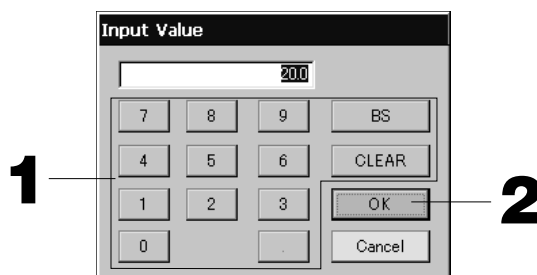 Input Value
20.0
7 8 9 BS
4 5 6 CLEAR
1 2 3 OK
0 . Cancel
1
2